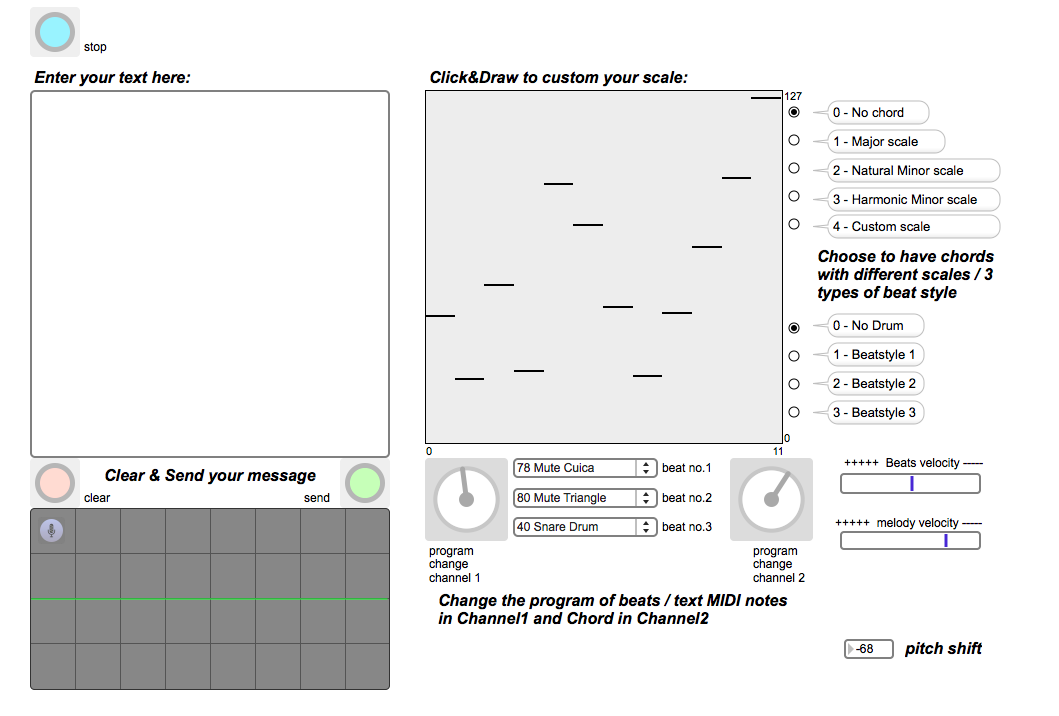 stop
Enter your text here:
Click&Draw to custom your scale:
127
0 - No chord
1 - Major scale
2 - Natural Minor scale
3 - Harmonic Minor scale
4 - Custom scale
Choose to have chords
with different scales / 3
types of beat style
0 - No Drum
1 - Beatstyle 1
2 - Beatstyle 2
3 - Beatstyle 3
0
0
11
Clear & Send your message
clear
send
78 Mute Cuica
beat no.1
80 Mute Triangle
beat no.2
40 Snare Drum
beat no.3
program
change
channel 1
program
change
channel 2
+++++ Beats velocity -----
+++++ melody velocity -----
Change the program of beats / text MIDI notes
in Channel1 and Chord in Channel2
-68
pitch shift